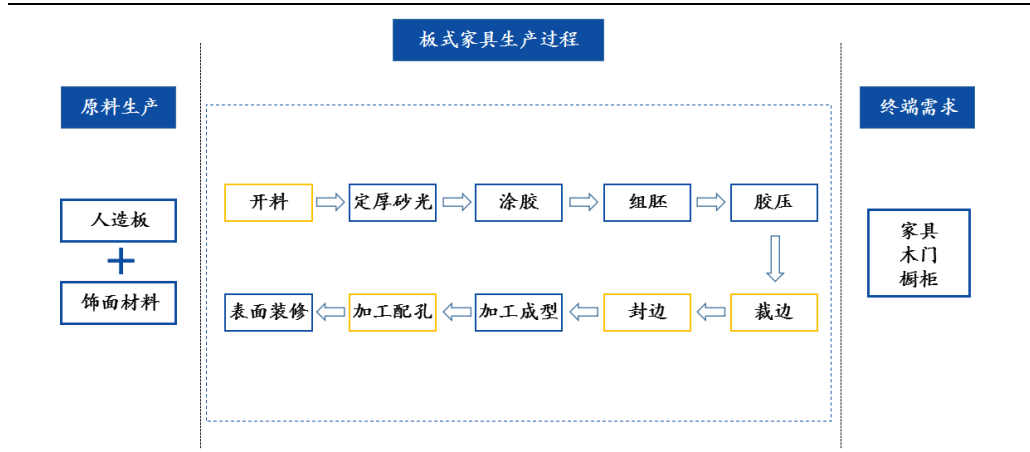 板式家具生产过程
原料生产
终端需求
人造板
+
饰面材料
开料
定厚砂光
涂胶
组胚
胶压
裁边
封边
加工成型
加工配孔
表面装修
家具
木门
橱柜